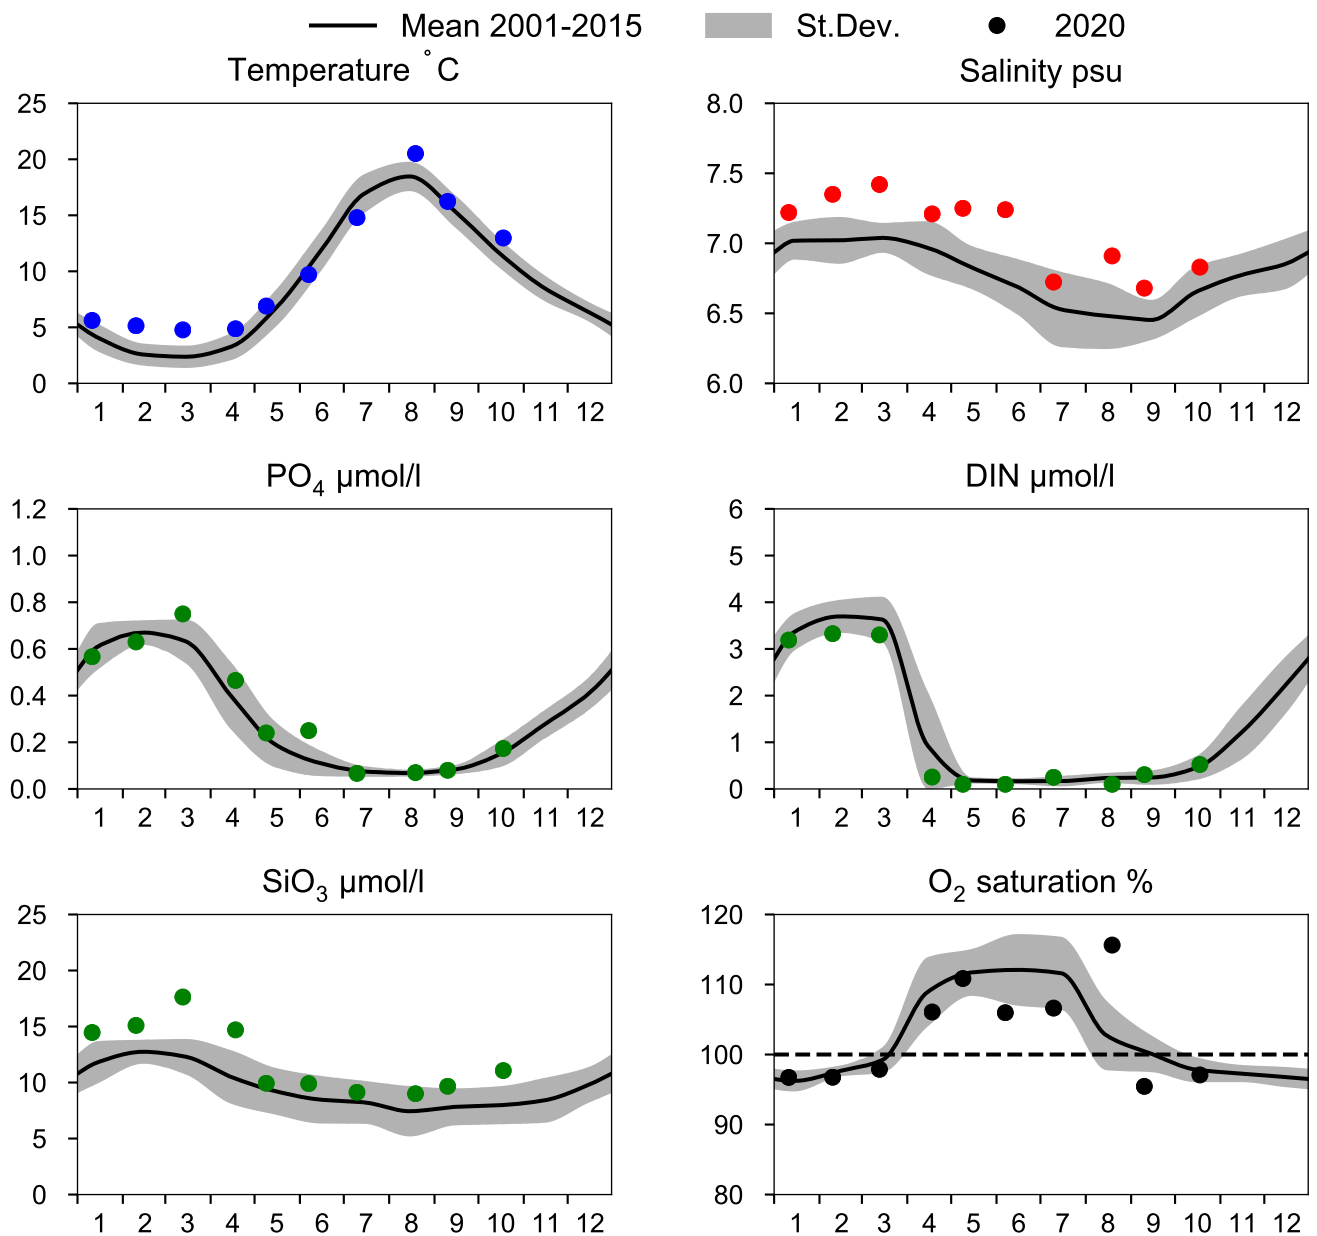 Mean 2001-2015 St.Dev. 2020
Temperature °C
25
20
15
10
5
0
1 2 3 4 5 6 7 8 9 10 11 12
Salinity psu
8.0
7.5
7.0
6.5
6.0
1 2 3 4 5 6 7 8 9 10 11 12
PO₄ µmol/l
1.2
1.0
0.8
0.6
0.4
0.2
0.0
1 2 3 4 5 6 7 8 9 10 11 12
DIN µmol/l
6
5
4
3
2
1
0
1 2 3 4 5 6 7 8 9 10 11 12
SiO₃ µmol/l
25
20
15
10
5
0
1 2 3 4 5 6 7 8 9 10 11 12
O₂ saturation %
120
110
100
90
80
1 2 3 4 5 6 7 8 9 10 11 12